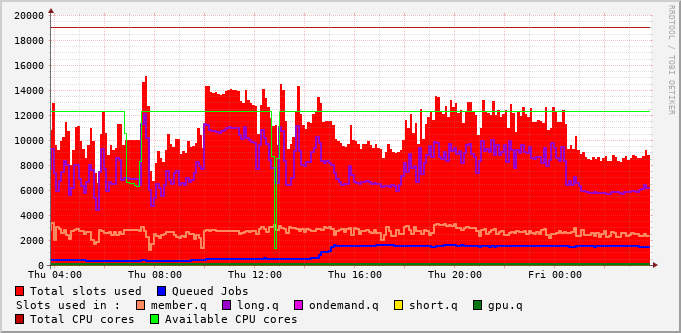 20000
18000
16000
14000
12000
10000
8000
6000
4000
2000
0
Thu 04:00 Thu 08:00 Thu 12:00 Thu 16:00 Thu 20:00 Fri 00:00
Total slots used Queued Jobs
Slots used in : member.q long.q ondemand.q short.q gpu.q
Total CPU cores Available CPU cores
RRDTOOL / TOBI OETIKER